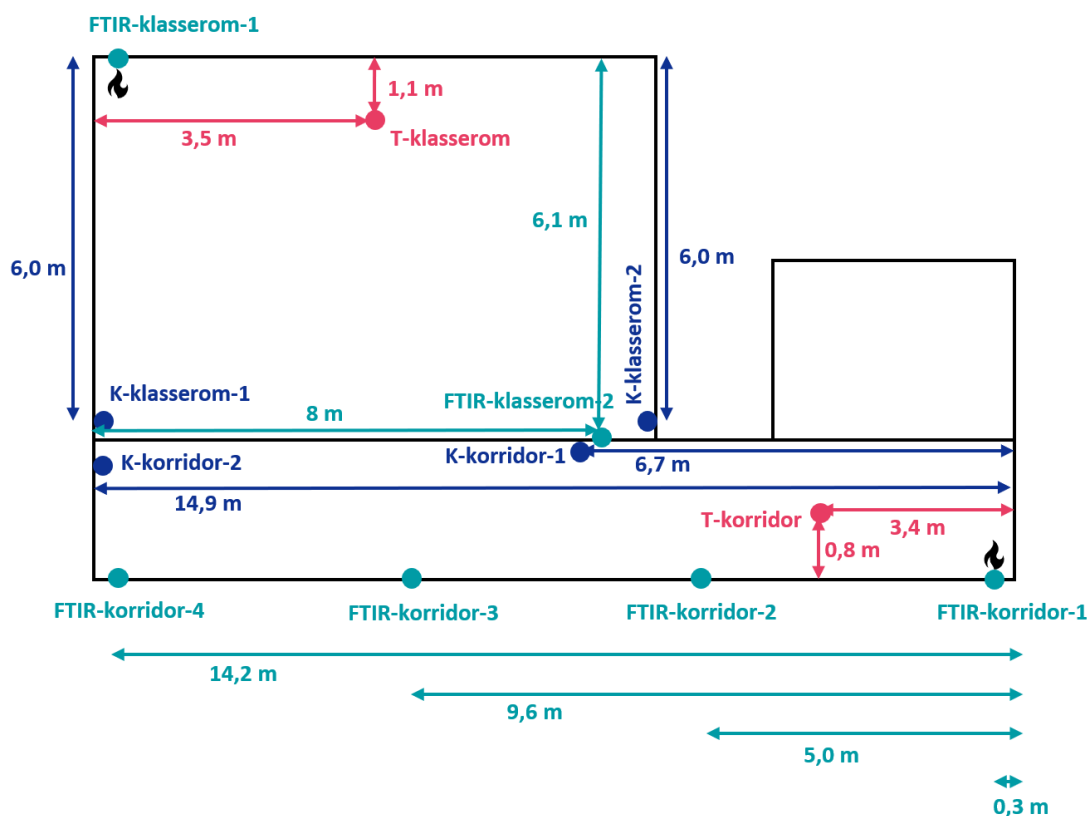 FTIR-klasserom-1
1,1 m
3,5 m
T-klasserom
6,1 m
6,0 m
6,0 m
K-klasserom-2
K-klasserom-1
8 m
FTIR-klasserom-2
K-korridor-2
K-korridor-1
6,7 m
14,9 m
T-korridor
3,4 m
0,8 m
FTIR-korridor-4
FTIR-korridor-3
FTIR-korridor-2
FTIR-korridor-1
14,2 m
9,6 m
5,0 m
0,3 m